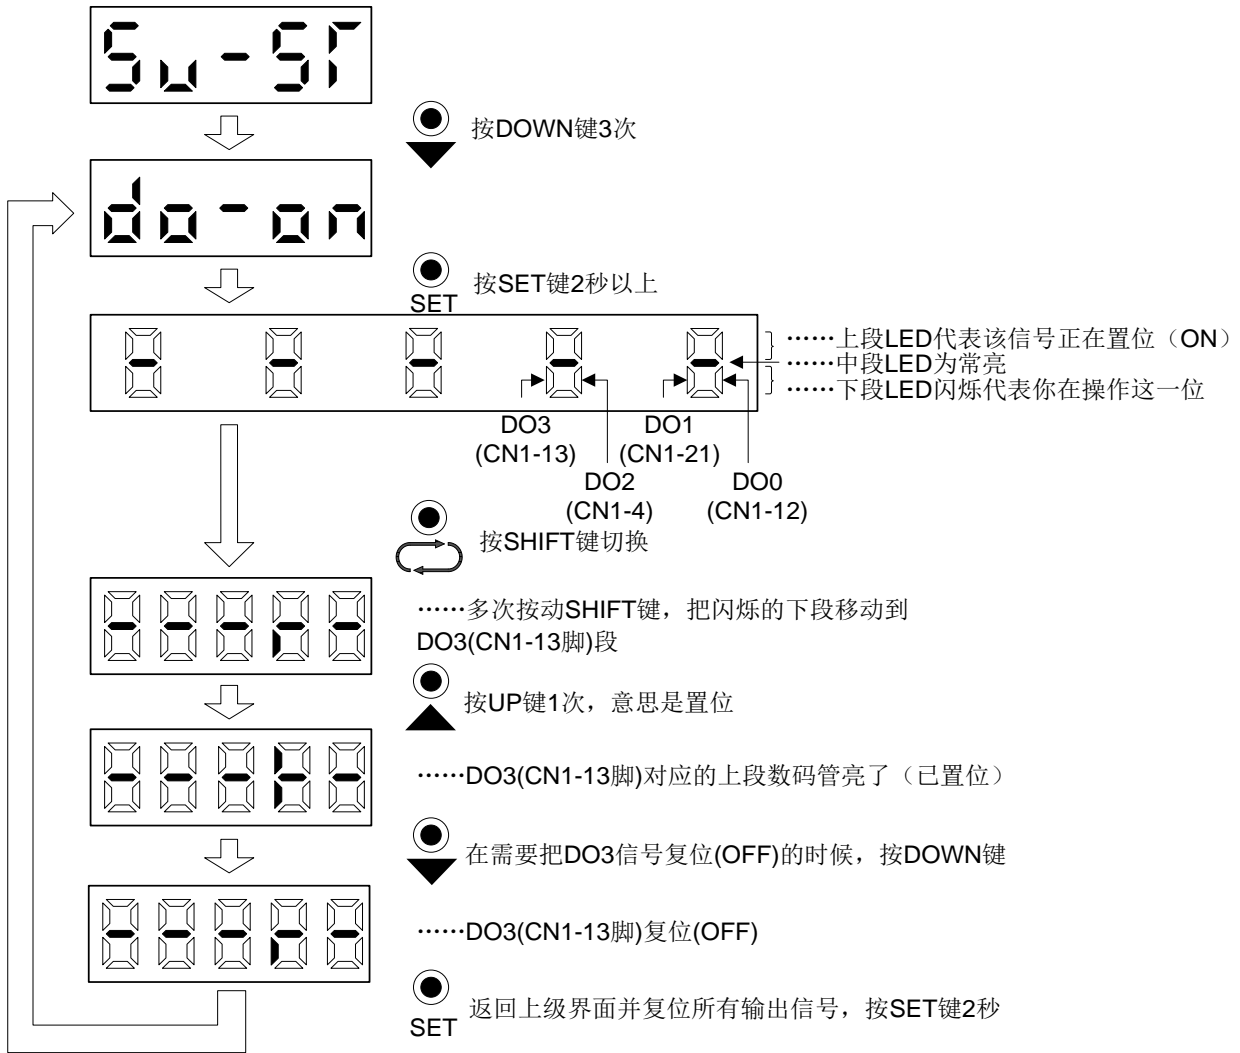 Su-ST
按DOWN键3次
do-on
按SET键2秒以上
SET
……上段LED代表该信号正在置位（ON）
……中段LED为常亮
……下段LED闪烁代表你在操作这一位
DO3
(CN1-13)
DO1
(CN1-21)
DO2
(CN1-4)
DO0
(CN1-12)
按SHIFT键切换
……多次按动SHIFT键，把闪烁的下段移动到
DO3(CN1-13脚)段
按UP键1次，意思是置位
……DO3(CN1-13脚)对应的上段数码管亮了（已置位）
在需要把DO3信号复位(OFF)的时候，按DOWN键
……DO3(CN1-13脚)复位(OFF)
返回上级界面并复位所有输出信号，按SET键2秒
SET